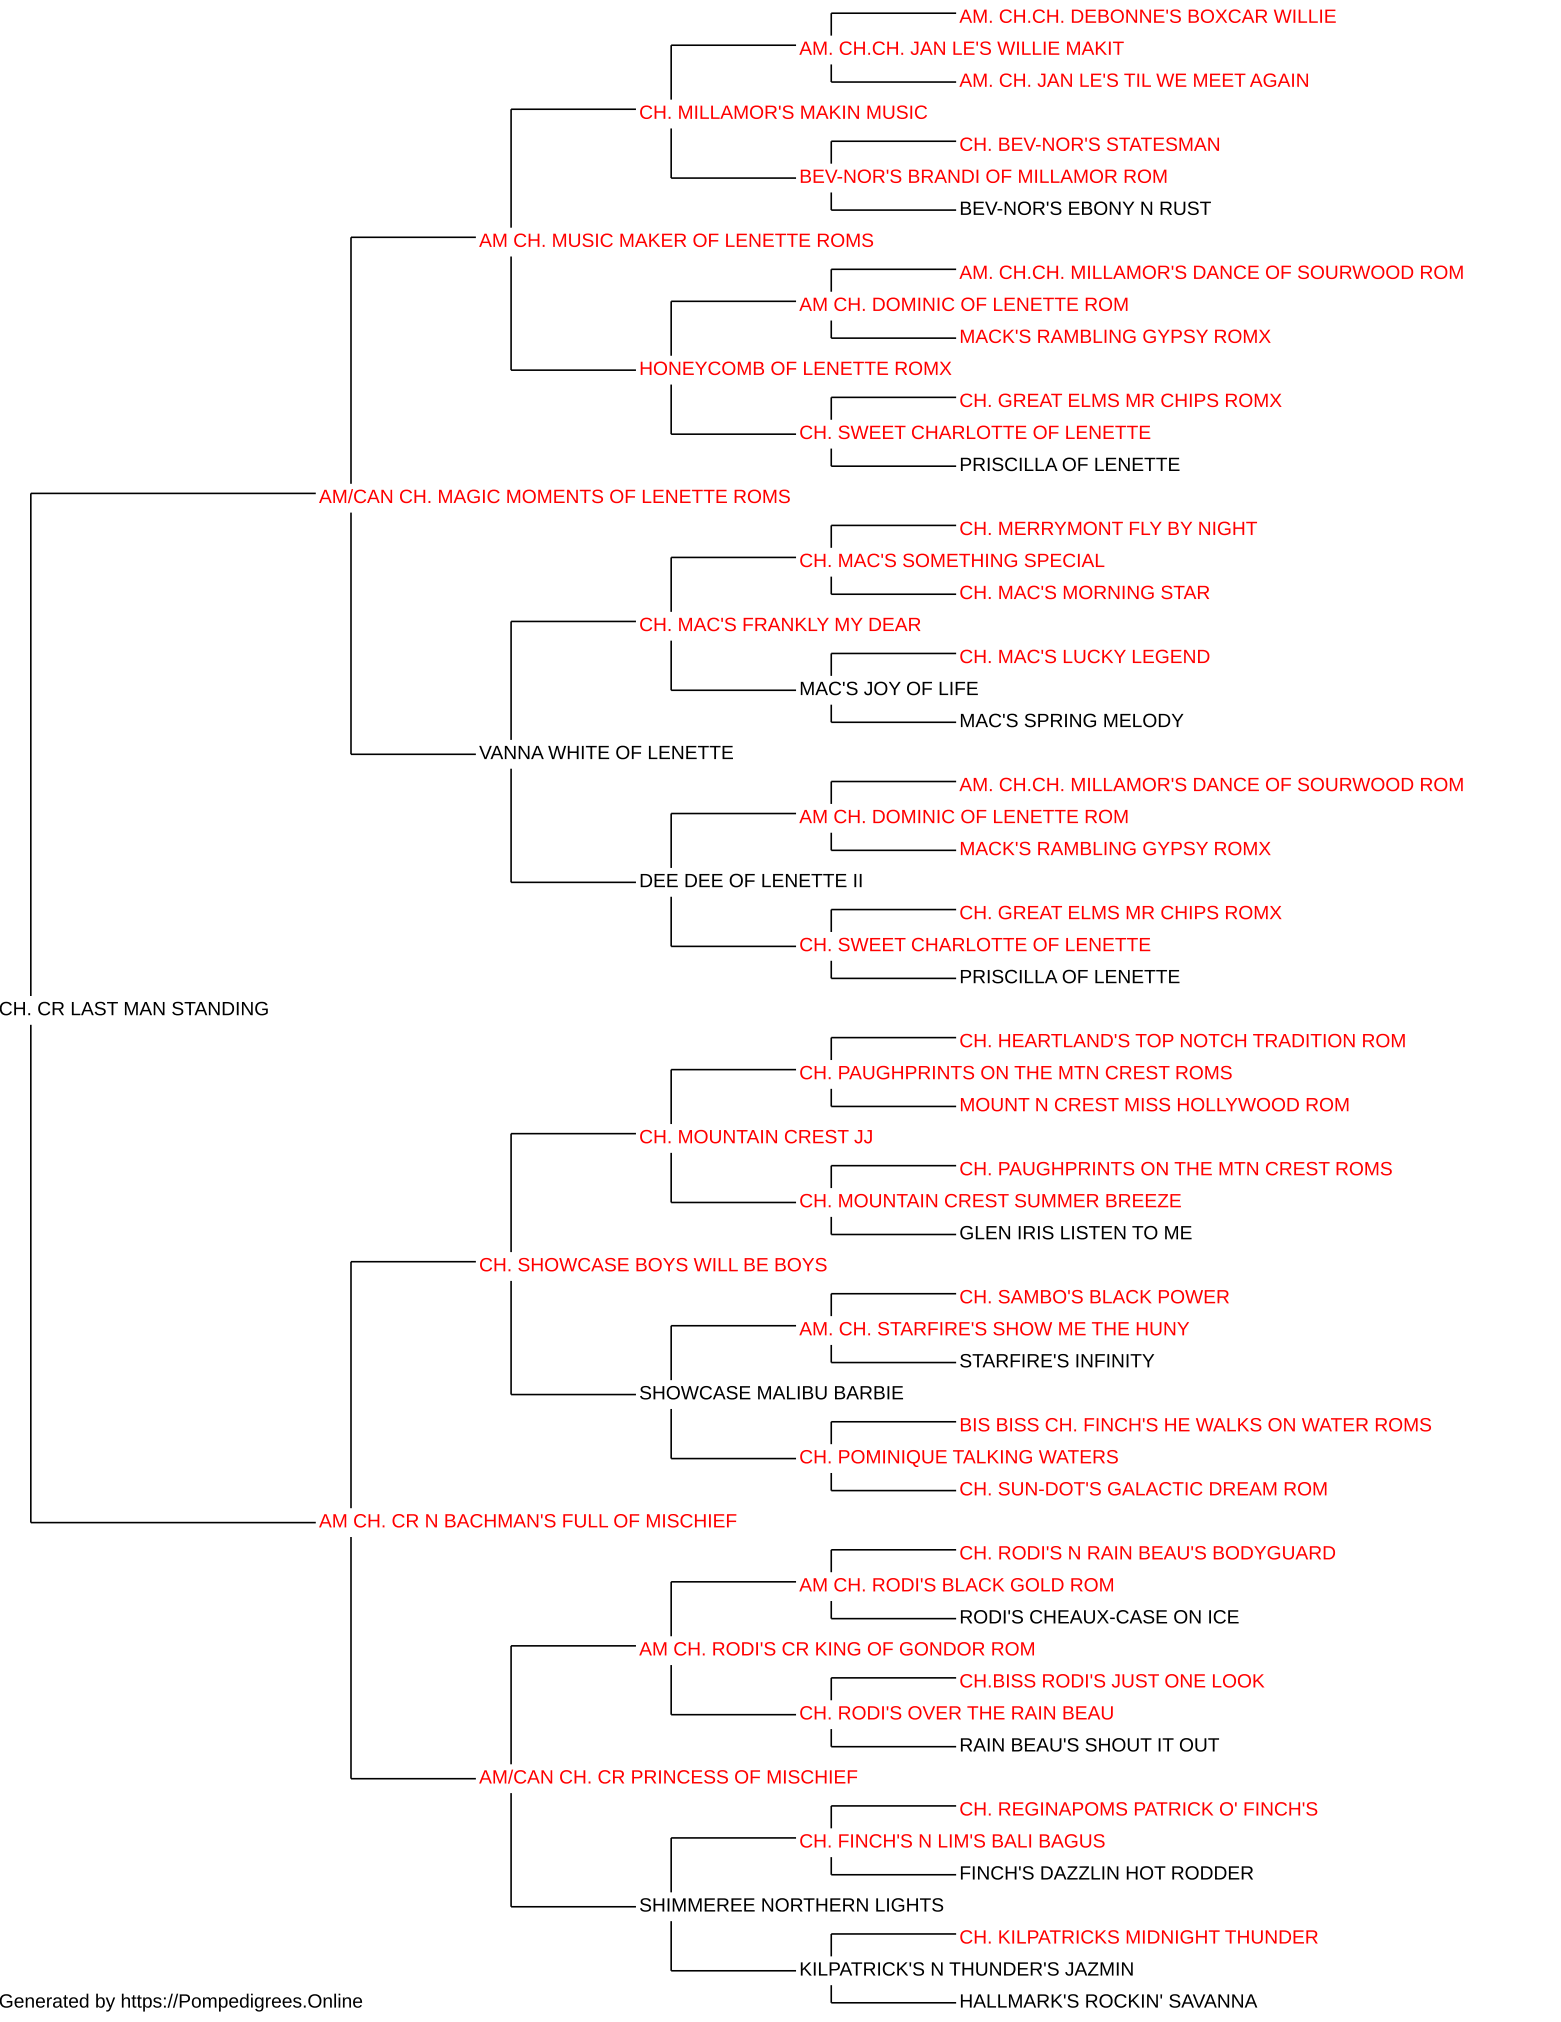 AM. CH.CH. DEBONNE'S BOXCAR WILLIE
AM. CH.CH. JAN LE'S WILLIE MAKIT
AM. CH. JAN LE'S TIL WE MEET AGAIN
CH. MILLAMOR'S MAKIN MUSIC
CH. BEV-NOR'S STATESMAN
BEV-NOR'S BRANDI OF MILLAMOR ROM
BEV-NOR'S EBONY N RUST
AM CH. MUSIC MAKER OF LENETTE ROMS
AM. CH.CH. MILLAMOR'S DANCE OF SOURWOOD ROM
AM CH. DOMINIC OF LENETTE ROM
MACK'S RAMBLING GYPSY ROMX
HONEYCOMB OF LENETTE ROMX
CH. GREAT ELMS MR CHIPS ROMX
CH. SWEET CHARLOTTE OF LENETTE
PRISCILLA OF LENETTE
AM/CAN CH. MAGIC MOMENTS OF LENETTE ROMS
CH. MERRYMONT FLY BY NIGHT
CH. MAC'S SOMETHING SPECIAL
CH. MAC'S MORNING STAR
CH. MAC'S FRANKLY MY DEAR
CH. MAC'S LUCKY LEGEND
MAC'S JOY OF LIFE
MAC'S SPRING MELODY
VANNA WHITE OF LENETTE
AM. CH.CH. MILLAMOR'S DANCE OF SOURWOOD ROM
AM CH. DOMINIC OF LENETTE ROM
MACK'S RAMBLING GYPSY ROMX
DEE DEE OF LENETTE II
CH. GREAT ELMS MR CHIPS ROMX
CH. SWEET CHARLOTTE OF LENETTE
PRISCILLA OF LENETTE
CH. CR LAST MAN STANDING
CH. HEARTLAND'S TOP NOTCH TRADITION ROM
CH. PAUGHPRINTS ON THE MTN CREST ROMS
MOUNT N CREST MISS HOLLYWOOD ROM
CH. MOUNTAIN CREST JJ
CH. PAUGHPRINTS ON THE MTN CREST ROMS
CH. MOUNTAIN CREST SUMMER BREEZE
GLEN IRIS LISTEN TO ME
CH. SHOWCASE BOYS WILL BE BOYS
CH. SAMBO'S BLACK POWER
AM. CH. STARFIRE'S SHOW ME THE HUNY
STARFIRE'S INFINITY
SHOWCASE MALIBU BARBIE
BIS BISS CH. FINCH'S HE WALKS ON WATER ROMS
CH. POMINIQUE TALKING WATERS
CH. SUN-DOT'S GALACTIC DREAM ROM
AM CH. CR N BACHMAN'S FULL OF MISCHIEF
CH. RODI'S N RAIN BEAU'S BODYGUARD
AM CH. RODI'S BLACK GOLD ROM
RODI'S CHEAUX-CASE ON ICE
AM CH. RODI'S CR KING OF GONDOR ROM
CH.BISS RODI'S JUST ONE LOOK
CH. RODI'S OVER THE RAIN BEAU
RAIN BEAU'S SHOUT IT OUT
AM/CAN CH. CR PRINCESS OF MISCHIEF
CH. REGINAPOMS PATRICK O' FINCH'S
CH. FINCH'S N LIM'S BALI BAGUS
FINCH'S DAZZLIN HOT RODDER
SHIMMEREE NORTHERN LIGHTS
CH. KILPATRICKS MIDNIGHT THUNDER
KILPATRICK'S N THUNDER'S JAZMIN
HALLMARK'S ROCKIN' SAVANNA
Generated by https://Pompedigrees.Online